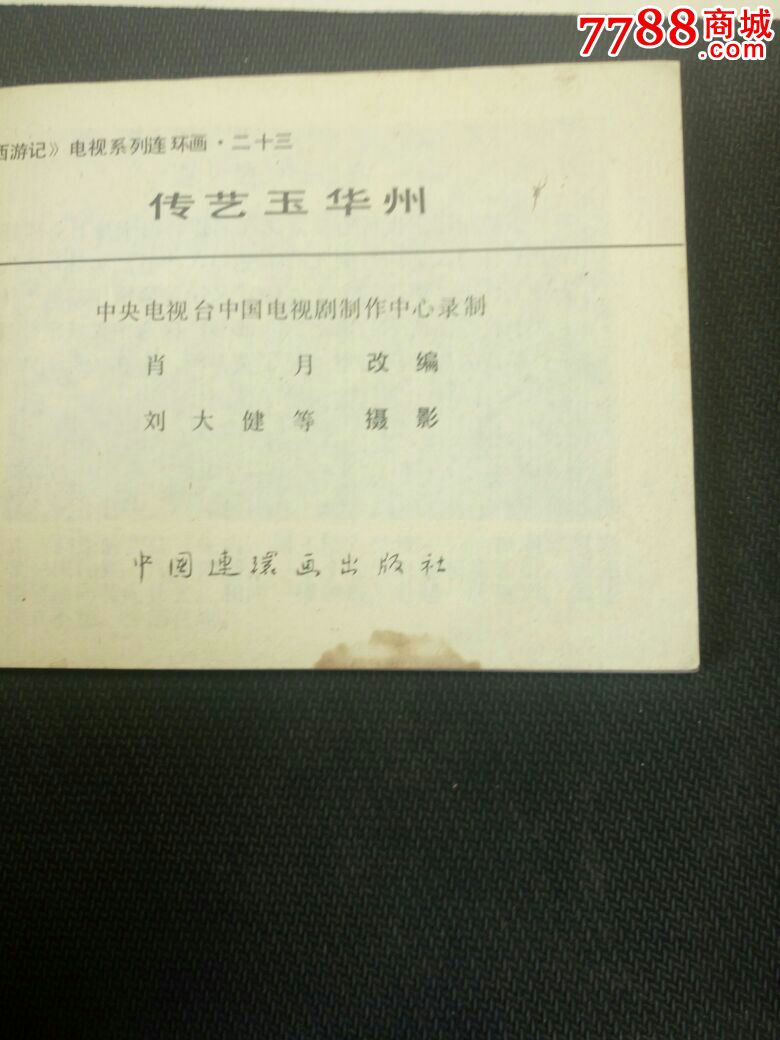 7788商城
.com
西游记》电视系列连环画·二十三
传艺玉华州
中央电视台中国电视剧制作中心录制
肖月 改编
刘大健等 摄影
中国連環画出版社